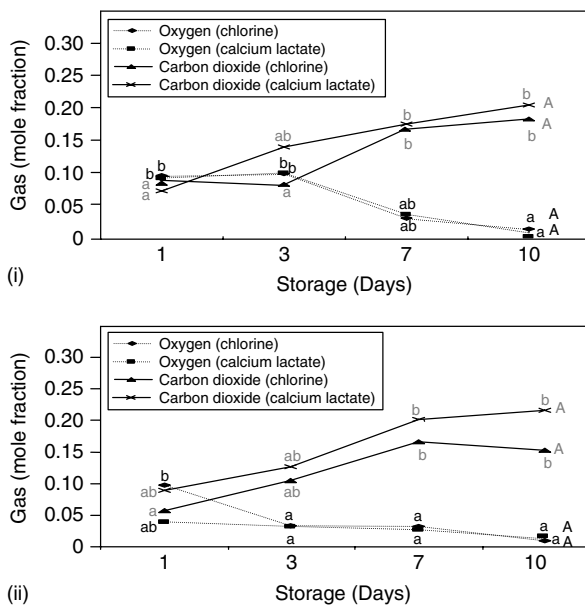 0.30
0.25
0.20
0.15
0.10
0.05
0
Gas (mole fraction)
Oxygen (chlorine)
Oxygen (calcium lactate)
Carbon dioxide (chlorine)
Carbon dioxide (calcium lactate)
b b
a
a
ab
b b
a
b
b
ab
ab
b A
A
b
a A
a A
1 3 7 10
Storage (Days)
(i)
0.30
0.25
0.20
0.15
0.10
0.05
0
Gas (mole fraction)
Oxygen (chlorine)
Oxygen (calcium lactate)
Carbon dioxide (chlorine)
Carbon dioxide (calcium lactate)
b
ab
a
ab
ab
ab
a
a
b
b
a
a
b
A
A
b
a A
a A
1 3 7 10
Storage (Days)
(ii)